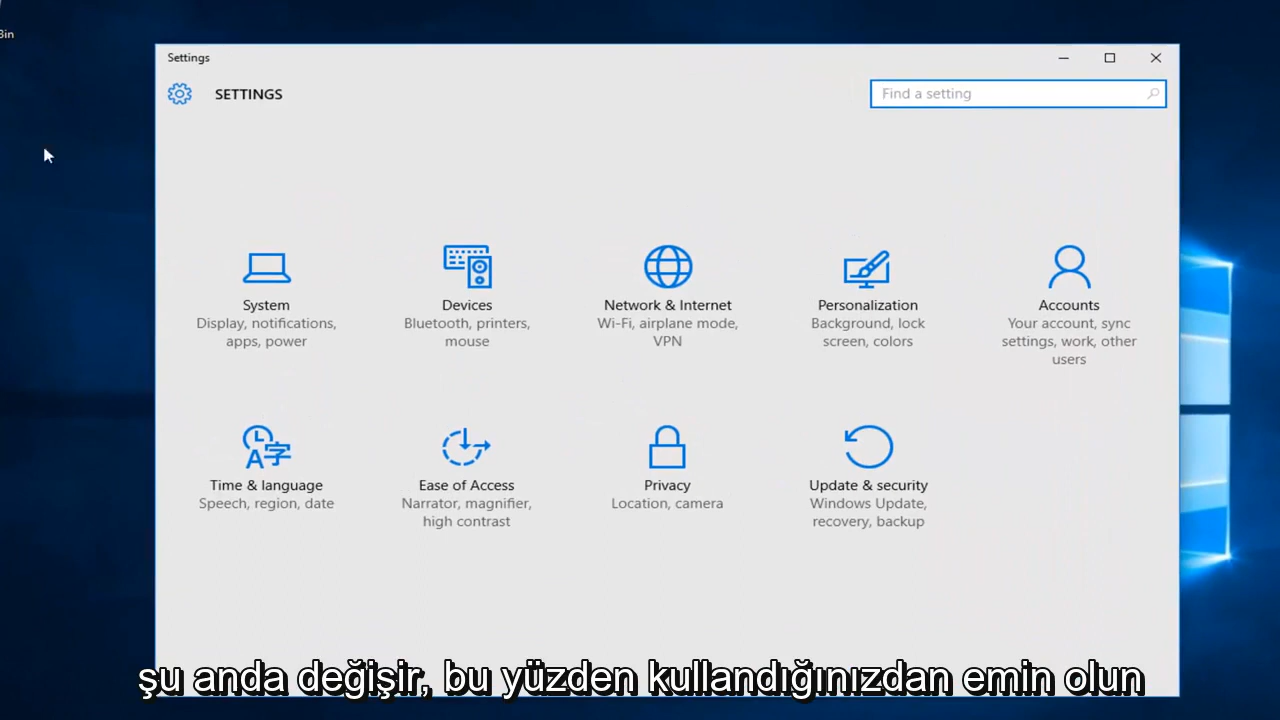 Bin
Settings
SETTINGS
Find a setting
System
Display, notifications,
apps, power
Devices
Bluetooth, printers,
mouse
Network & Internet
Wi-Fi, airplane mode,
VPN
Personalization
Background, lock
screen, colors
Accounts
Your account, sync
settings, work, other
users
Time & language
Speech, region, date
Ease of Access
Narrator, magnifier,
high contrast
Privacy
Location, camera
Update & security
Windows Update,
recovery, backup
şu anda değişir, bu yüzden kullandığınızdan emin olun